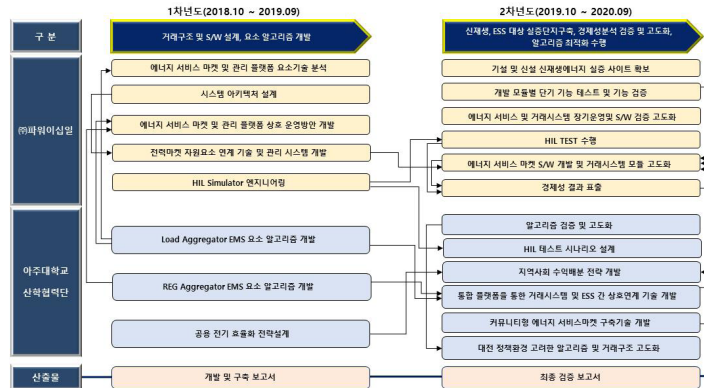 1차년도(2018.10 ~ 2019.09)
2차년도(2019.10 ~ 2020.09)
구 분
거래구조 및 S/W 설계, 요소 알고리즘 개발
신재생, ESS 대상 실증단지구축, 경제성분석 검증 및 고도화,
알고리즘 최적화 수행
㈜파워이십일
에너지 서비스 마켓 및 관리 플랫폼 요소기술 분석
시스템 아키텍처 설계
에너지 서비스 마켓 및 관리 플랫폼 상호 운영방안 개발
전력마켓 자원요소 연계 기술 및 관리 시스템 개발
HIL Simulator 엔지니어링
기설 및 신설 신재생에너지 실증 사이트 확보
개발 모듈별 단기 기능 테스트 및 기능 검증
에너지 서비스 및 거래시스템 장기운영및 S/W 검증 고도화
HIL TEST 수행
에너지 서비스 마켓 S/W 개발 및 거래시스템 모듈 고도화
경제성 결과 표출
아주대학교
산학협력단
Load Aggregator EMS 요소 알고리즘 개발
REG Aggregator EMS 요소 알고리즘 개발
공용 전기 효율화 전략설계
알고리즘 검증 및 고도화
HIL 테스트 시나리오 설계
지역사회 수익배분 전략 개발
통합 플랫폼을 통한 거래시스템 및 ESS 간 상호연계 기술 개발
커뮤니티형 에너지 서비스마켓 구축기술 개발
대전 정책환경 고려한 알고리즘 및 거래구조 고도화
산출물
개발 및 구축 보고서
최종 검증 보고서